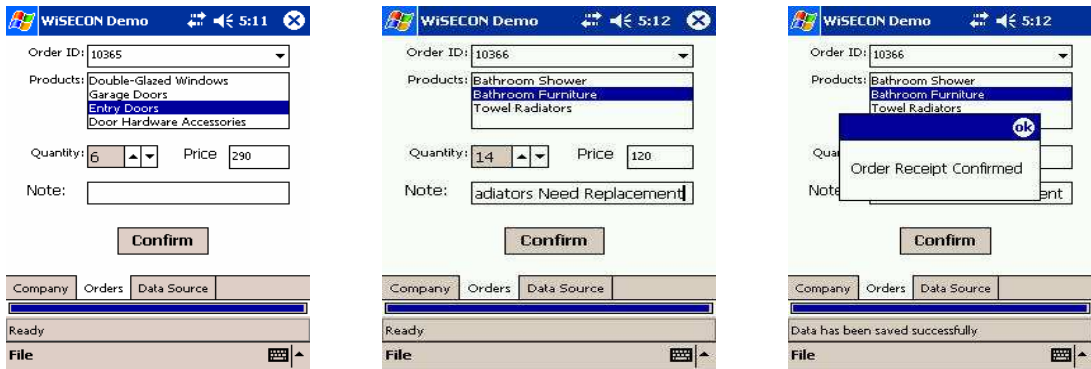 WiSECON Demo 5:11
Order ID: 10365
Products: Double-Glazed Windows
Garage Doors
Entry Doors
Door Hardware Accessories
Quantity: 6 Price 290
Note:
Confirm
Company Orders Data Source
Ready
File
WiSECON Demo 5:12
Order ID: 10366
Products: Bathroom Shower
Bathroom Furniture
Towel Radiators
Quantity: 14 Price 120
Note: adiators Need Replacement
Confirm
Company Orders Data Source
Ready
File
WiSECON Demo 5:12
Order ID: 10366
Products: Bathroom Shower
Bathroom Furniture
Towel Radiators
ok
Qua
Order Receipt Confirmed
Note ent
Confirm
Company Orders Data Source
Data has been saved successfully
File